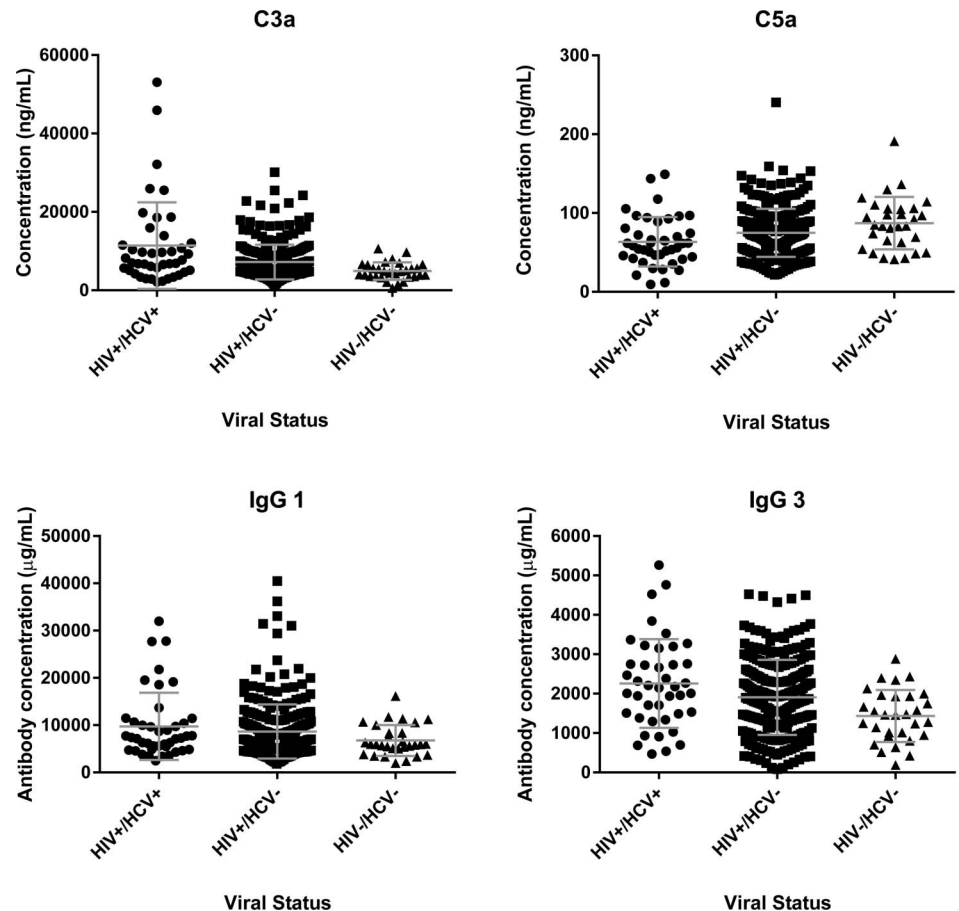 C3a
Concentration (ng/mL)
60000
40000
20000
0
HIV+/HCV+
HIV+/HCV-
HIV-/HCV-
Viral Status
C5a
Concentration (ng/mL)
300
200
100
0
HIV+/HCV+
HIV+/HCV-
HIV-/HCV-
Viral Status
IgG 1
Antibody concentration (µg/mL)
50000
40000
30000
20000
10000
0
HIV+/HCV+
HIV+/HCV-
HIV-/HCV-
Viral Status
IgG 3
Antibody concentration (µg/mL)
6000
5000
4000
3000
2000
1000
0
HIV+/HCV+
HIV+/HCV-
HIV-/HCV-
Viral Status